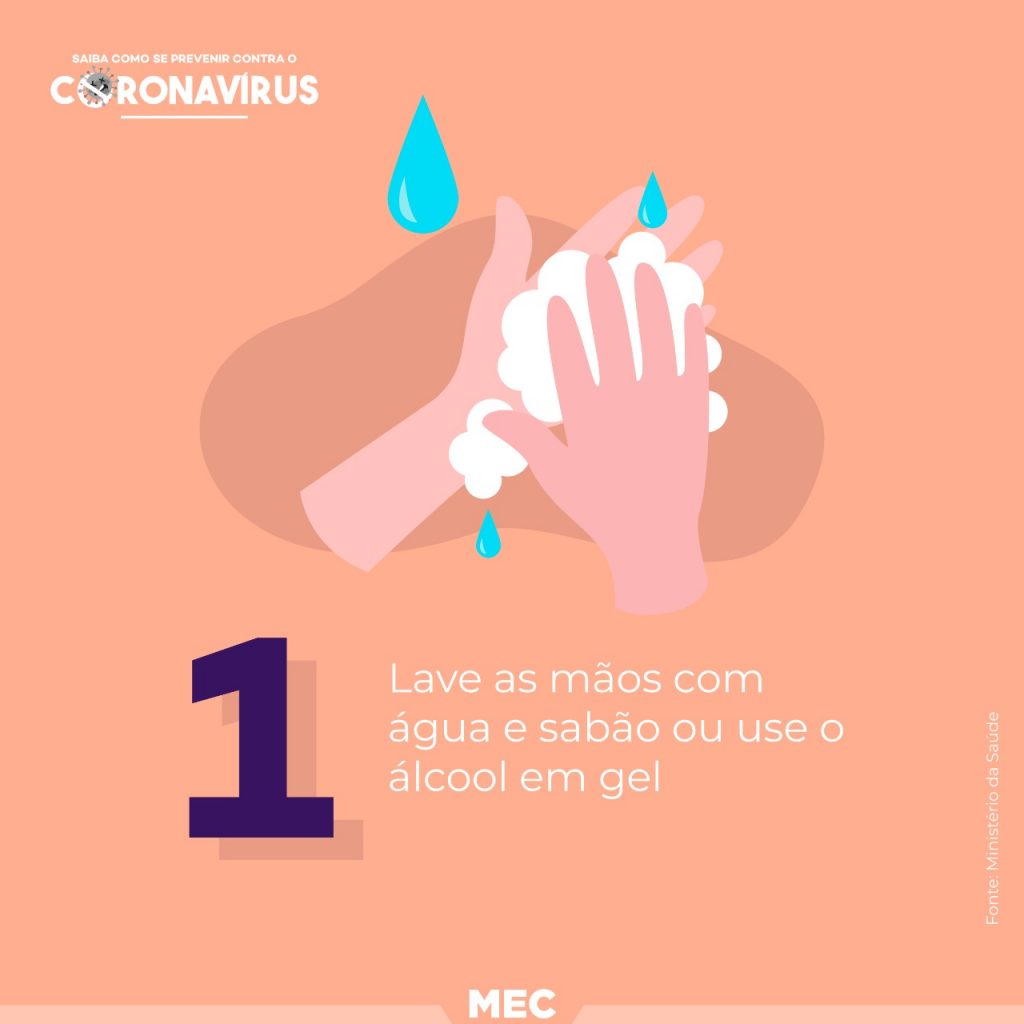 SAIBA COMO SE PREVENIR CONTRA O
CORONAVÍRUS
1
Lave as mãos com
água e sabão ou use o
álcool em gel
Fonte: Ministério da Saúde
MEC